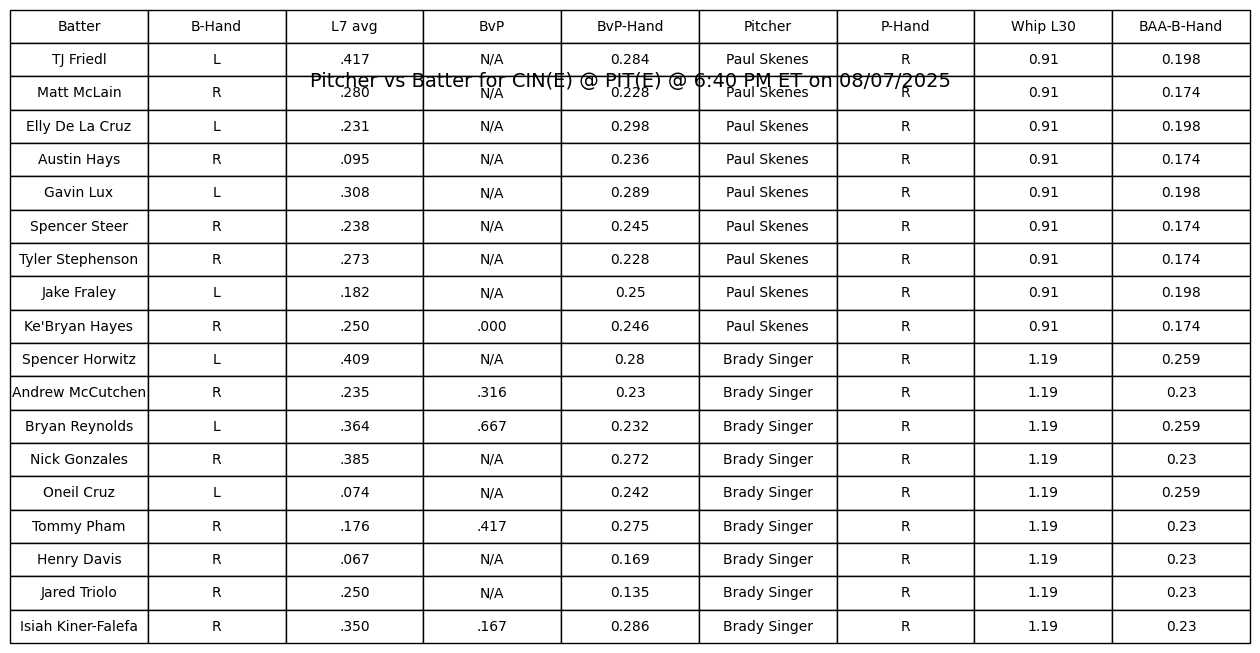 Batter B-Hand L7 avg BvP BvP-Hand Pitcher P-Hand Whip L30 BAA-B-Hand
TJ Friedl L .417 N/A 0.284 Paul Skenes R 0.91 0.198
Pitcher vs Batter for CIN(E) @ PIT(E) @ 6:40 PM ET on 08/07/2025
Matt McLain R .280 N/A 0.228 Paul Skenes R 0.91 0.174
Elly De La Cruz L .231 N/A 0.298 Paul Skenes R 0.91 0.198
Austin Hays R .095 N/A 0.236 Paul Skenes R 0.91 0.174
Gavin Lux L .308 N/A 0.289 Paul Skenes R 0.91 0.198
Spencer Steer R .238 N/A 0.245 Paul Skenes R 0.91 0.174
Tyler Stephenson R .273 N/A 0.228 Paul Skenes R 0.91 0.174
Jake Fraley L .182 N/A 0.25 Paul Skenes R 0.91 0.198
Ke'Bryan Hayes R .250 .000 0.246 Paul Skenes R 0.91 0.174
Spencer Horwitz L .409 N/A 0.28 Brady Singer R 1.19 0.259
Andrew McCutchen R .235 .316 0.23 Brady Singer R 1.19 0.23
Bryan Reynolds L .364 .667 0.232 Brady Singer R 1.19 0.259
Nick Gonzales R .385 N/A 0.272 Brady Singer R 1.19 0.23
Oneil Cruz L .074 N/A 0.242 Brady Singer R 1.19 0.259
Tommy Pham R .176 .417 0.275 Brady Singer R 1.19 0.23
Henry Davis R .067 N/A 0.169 Brady Singer R 1.19 0.23
Jared Triolo R .250 N/A 0.135 Brady Singer R 1.19 0.23
Isiah Kiner-Falefa R .350 .167 0.286 Brady Singer R 1.19 0.23